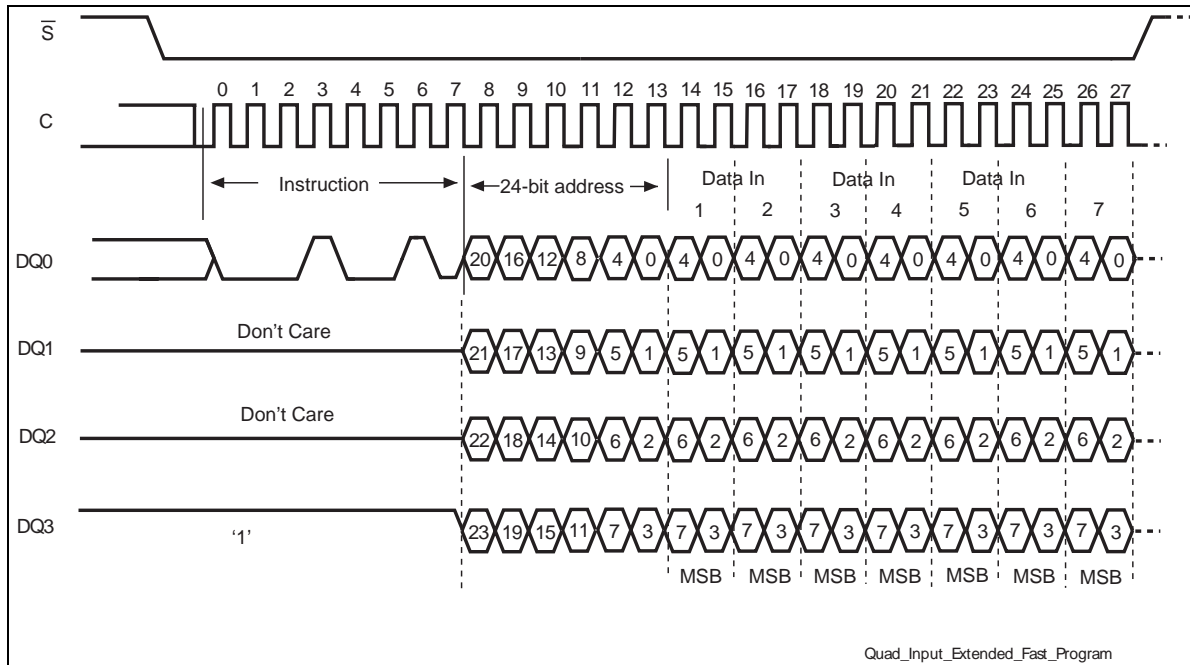 S
0 1 2 3 4 5 6 7 8 9 10 11 12 13 14 15 16 17 18 19 20 21 22 23 24 25 26 27
C
Instruction 24-bit address Data In Data In Data In
1 2 3 4 5 6 7
DQ0 20 16 12 8 4 0 4 0 4 0 4 0 4 0 4 0 4 0 4 0
Don't Care
DQ1 21 17 13 9 5 1 5 1 5 1 5 1 5 1 5 1 5 1 5 1
Don't Care
DQ2 22 18 14 10 6 2 6 2 6 2 6 2 6 2 6 2 6 2 6 2
DQ3 '1' 23 19 15 11 7 3 7 3 7 3 7 3 7 3 7 3 7 3 7 3
MSB MSB MSB MSB MSB MSB MSB
Quad_Input_Extended_Fast_Program